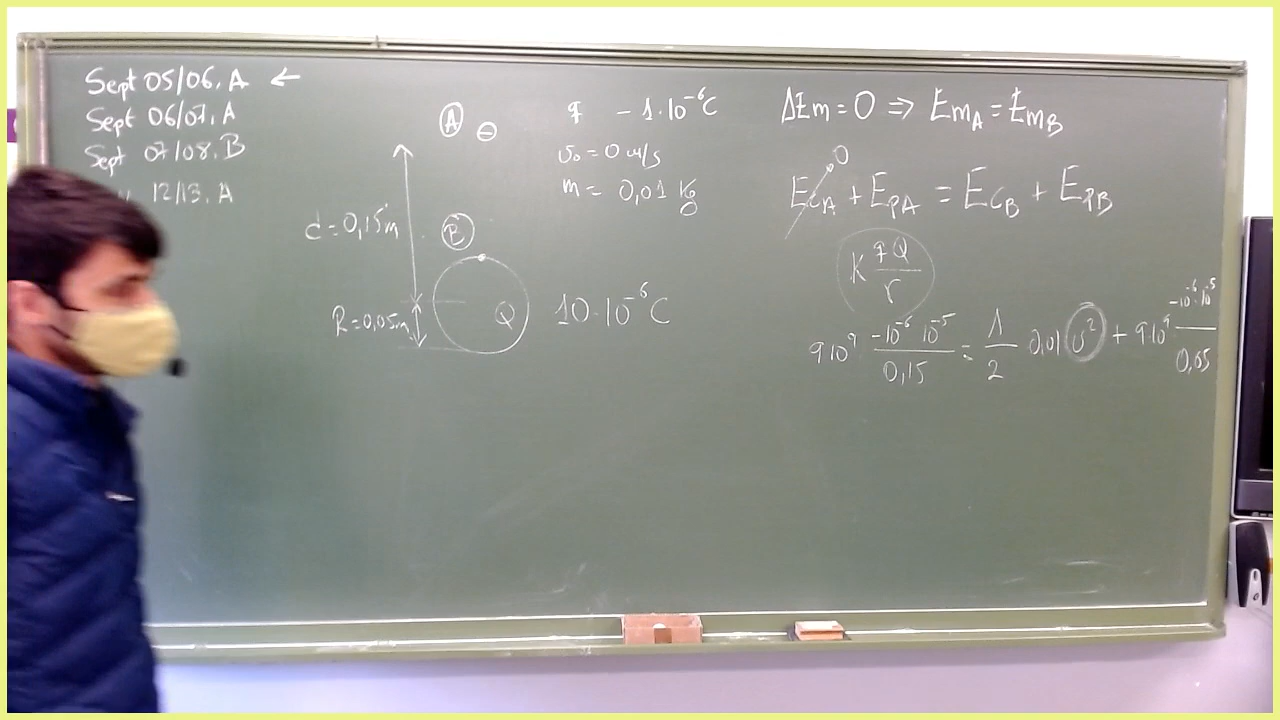 Sept 05/06. A ←
Sept 06/07. A
Sept 07/08. B
12/13. A
A ⊖
d = 0,15 m
B
R = 0,05 m
Q 10·10⁻⁶ C
q - 1·10⁻⁶ C
v₀ = 0 m/s
m = 0,01 Kg
ΔEm = 0 ⇒ EmA = EmB
EcA + EpA = EcB + EpB
0
K qQ/r
9·10⁹ (-10⁻⁶ 10⁻⁵)/0,15 = 1/2 0,01 v² + 9·10⁹ (-10⁻⁶·10⁻⁵)/0,05